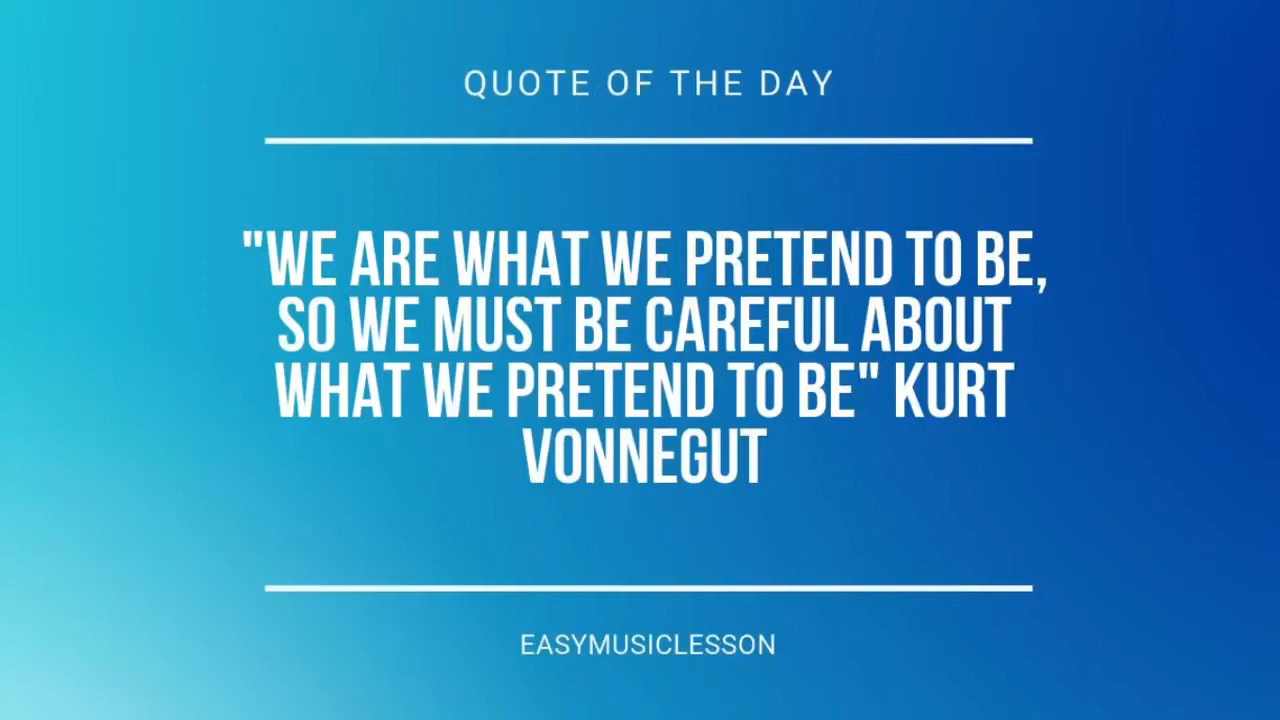 QUOTE OF THE DAY
"WE ARE WHAT WE PRETEND TO BE,
SO WE MUST BE CAREFUL ABOUT
WHAT WE PRETEND TO BE" KURT
VONNEGUT
EASYMUSICLESSON